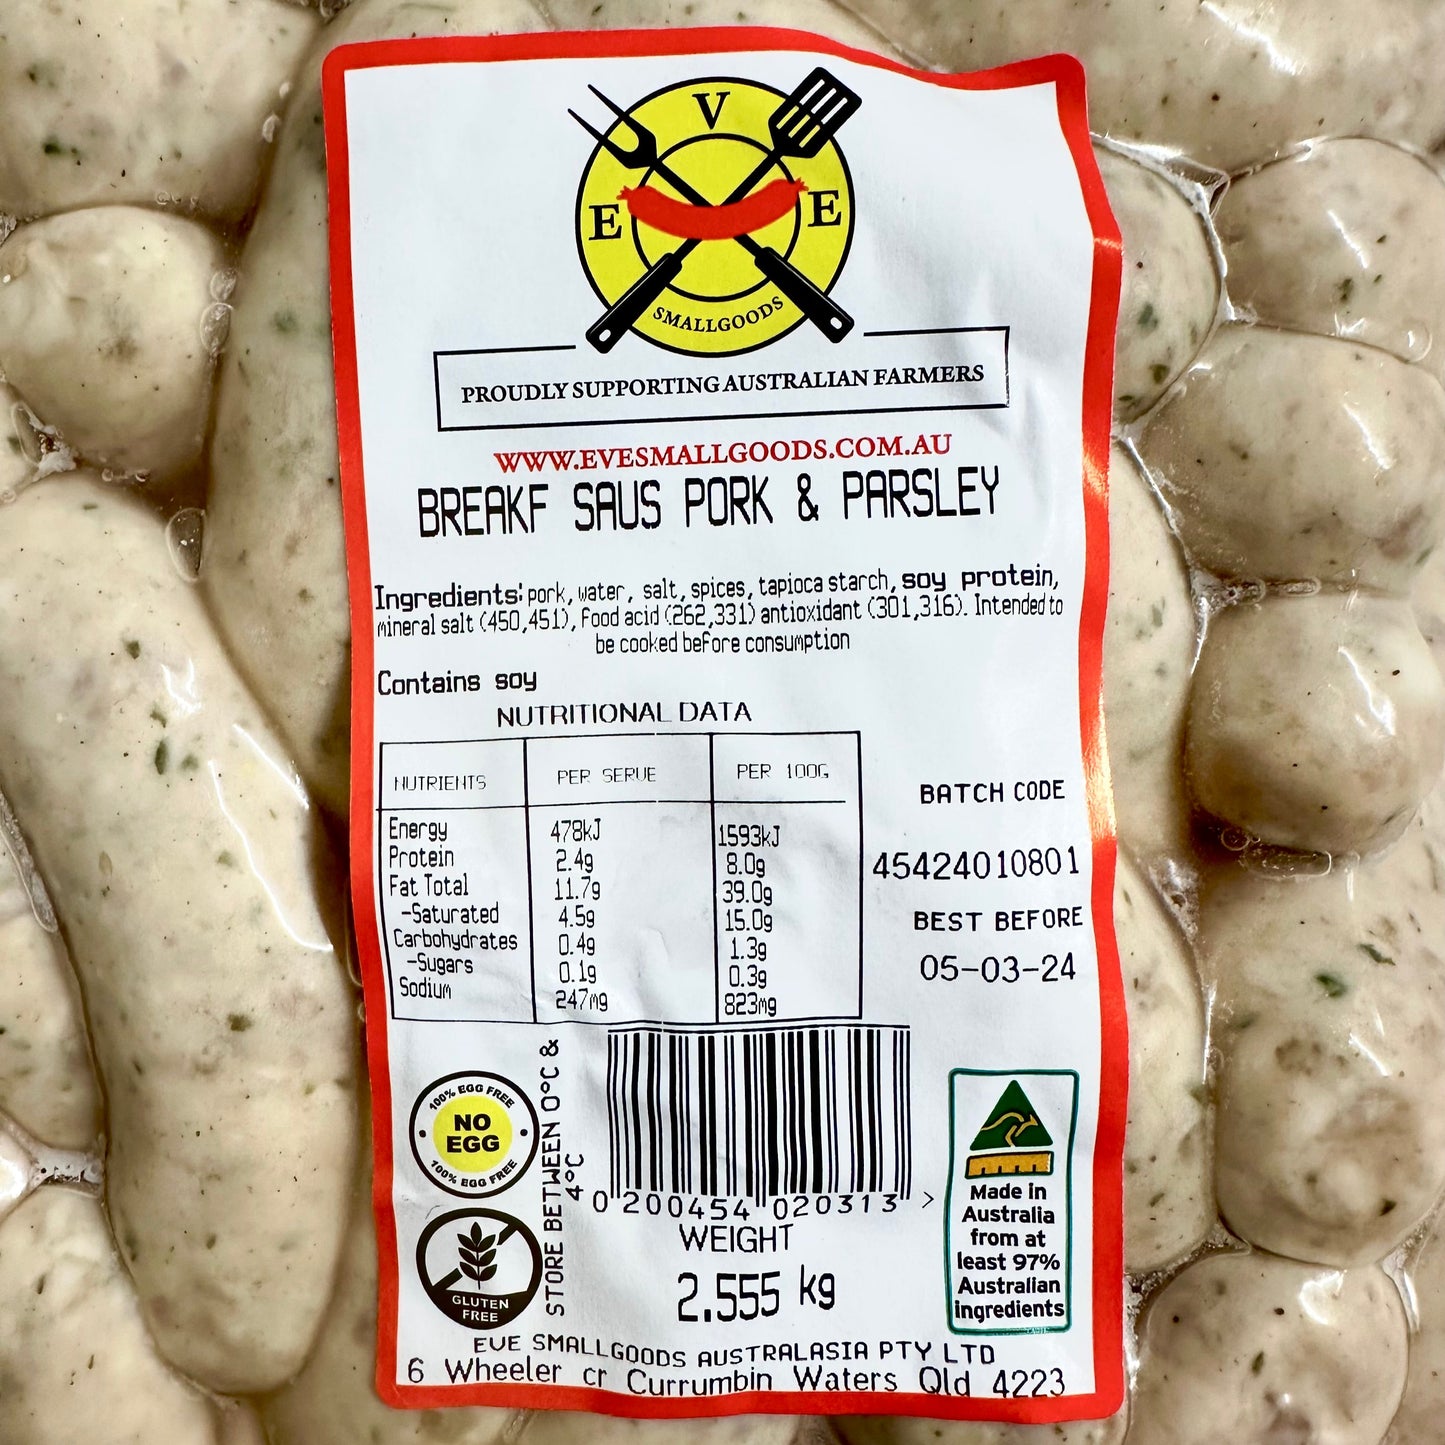 V
E E
SMALLGOODS
PROUDLY SUPPORTING AUSTRALIAN FARMERS
WWW.EVESMALLGOODS.COM.AU
BREAKF SAUS PORK & PARSLEY
Ingredients: pork, water, salt, spices, tapioca starch, soy protein,
mineral salt (450,451), Food acid (262,331) antioxidant (301,316). Intended to
be cooked before consumption
Contains soy
NUTRITIONAL DATA
NUTRIENTS PER SERVE PER 100G
Energy 478kJ 1593kJ
Protein 2.4g 8.0g
Fat Total 11.7g 39.0g
-Saturated 4.5g 15.0g
Carbohydrates 0.4g 1.3g
-Sugars 0.1g 0.3g
Sodium 247mg 823mg
BATCH CODE
45424010801
BEST BEFORE
05-03-24
100% EGG FREE
NO
EGG
100% EGG FREE
GLUTEN
FREE
STORE BETWEEN 0°C &
4°C
0 200454 020313 >
WEIGHT
2.555 kg
Made in
Australia
from at
least 97%
Australian
ingredients
EVE SMALLGOODS AUSTRALASIA PTY LTD
6 Wheeler cr Currumbin Waters Qld 4223